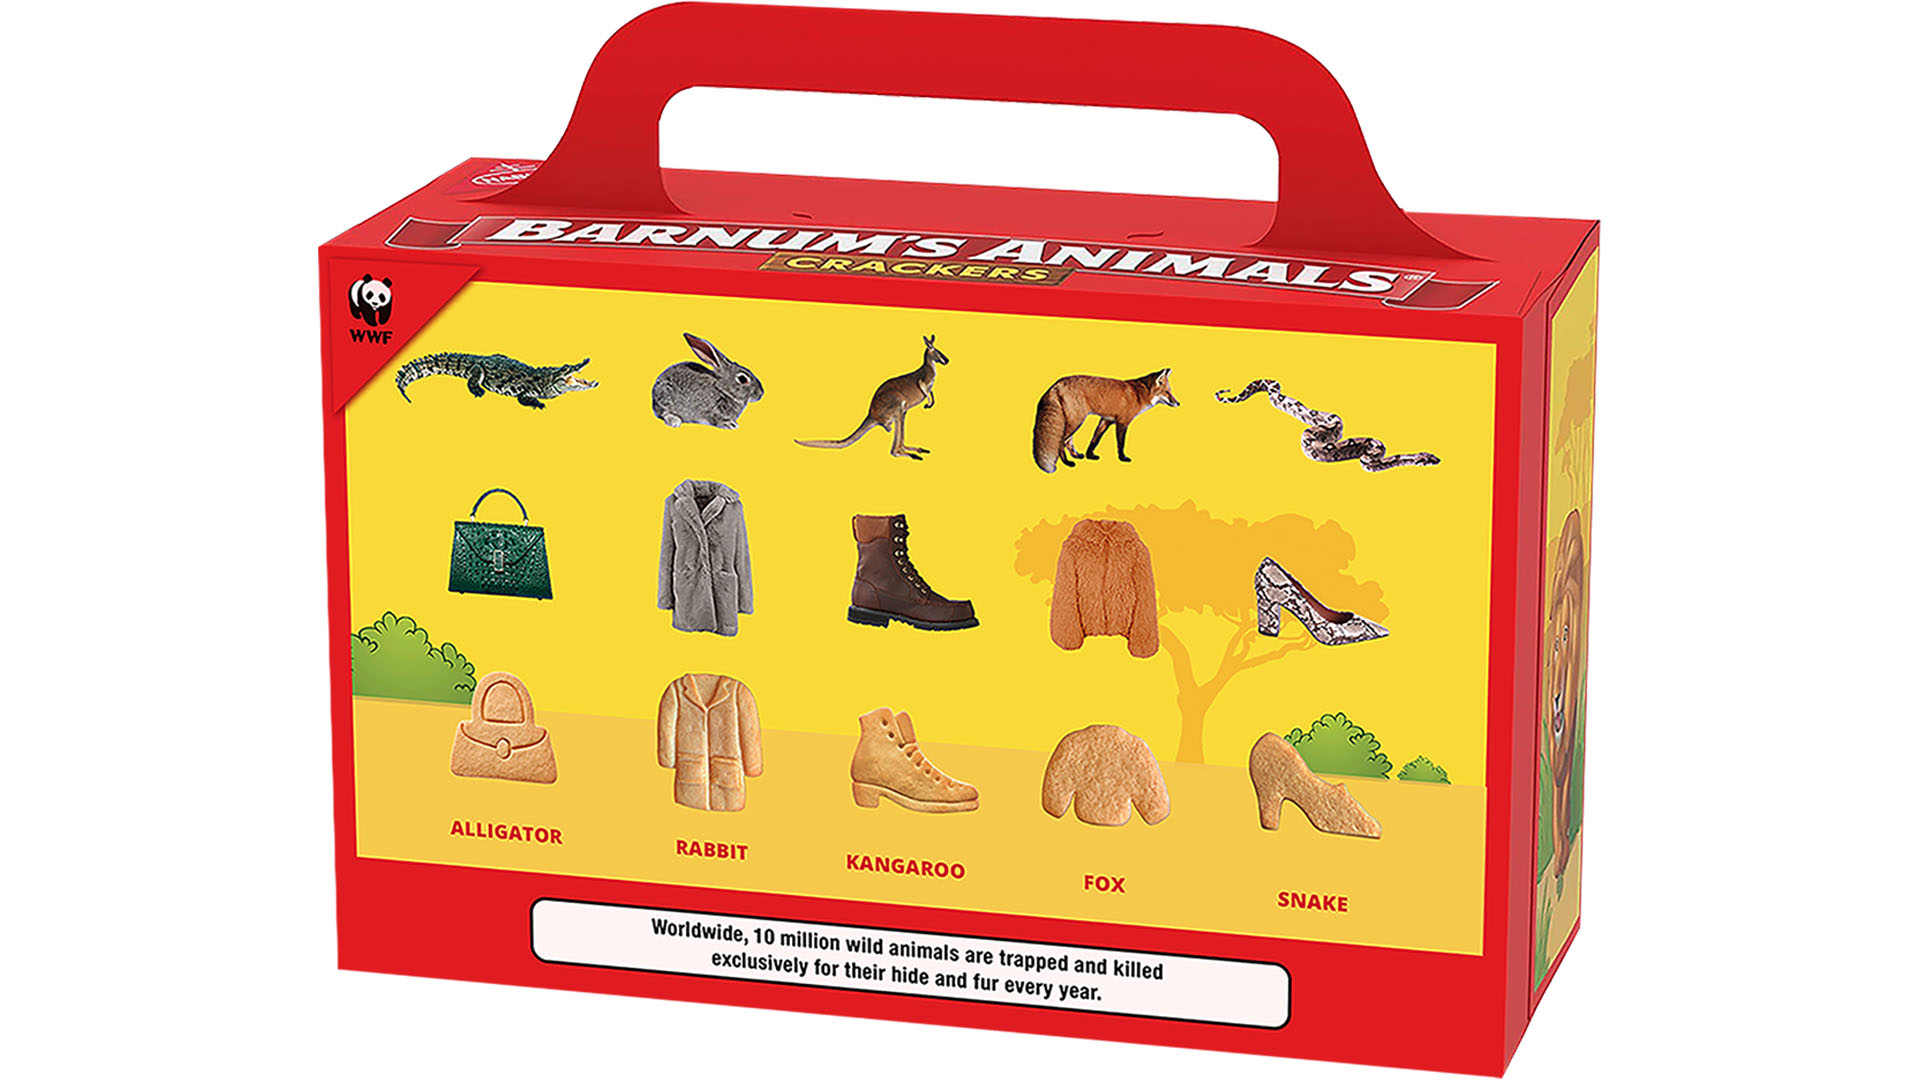 BARNUM'S ANIMALS®
CRACKERS
WWF
ALLIGATOR
RABBIT
KANGAROO
FOX
SNAKE
Worldwide, 10 million wild animals are trapped and killed
exclusively for their hide and fur every year.